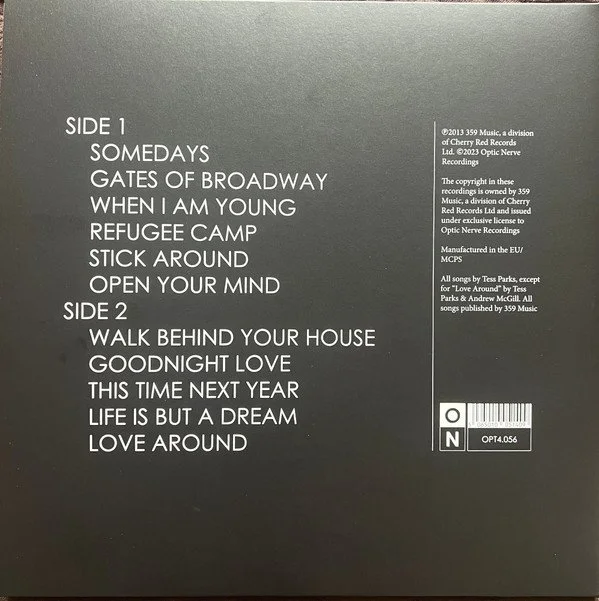 SIDE 1
SOMEDAYS
GATES OF BROADWAY
WHEN I AM YOUNG
REFUGEE CAMP
STICK AROUND
OPEN YOUR MIND
SIDE 2
WALK BEHIND YOUR HOUSE
GOODNIGHT LOVE
THIS TIME NEXT YEAR
LIFE IS BUT A DREAM
LOVE AROUND
℗2013 359 Music, a division
of Cherry Red Records
Ltd. ©2023 Optic Nerve
Recordings
The copyright in these
recordings is owned by 359
Music, a division of Cherry
Red Records Ltd and issued
under exclusive license to
Optic Nerve Recordings
Manufactured in the EU/
MCPS
All songs by Tess Parks, except
for "Love Around" by Tess
Parks & Andrew McGill. All
songs published by 359 Music
O
N
OPT4.056